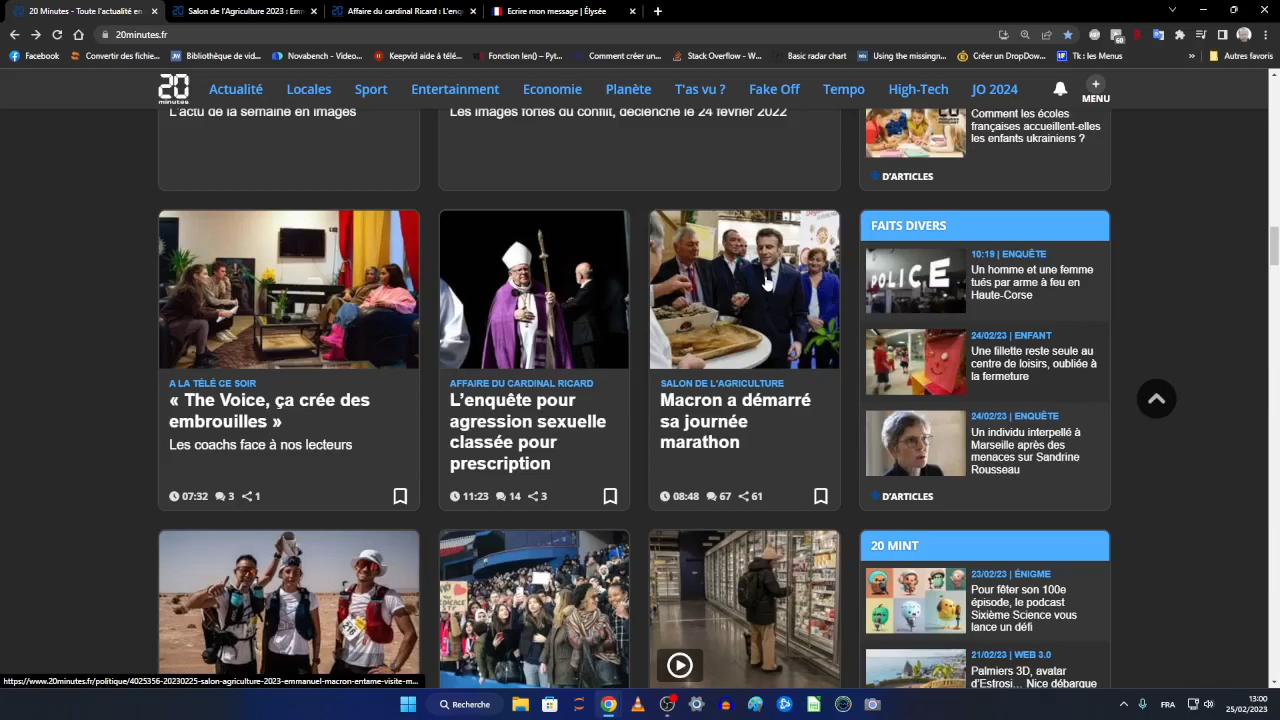 20 Minutes - Toute l'actualité en
Salon de l'Agriculture 2023 : Emm
Affaire du cardinal Ricard : L'enq
Ecrire mon message | Élysée
20minutes.fr
Facebook
Convertir des fichie...
Bibliothèque de vid...
Novabench - Video...
Keepvid aide à télé...
Fonction len() – Pyt...
Comment créer un...
Stack Overflow - W...
Basic radar chart
Using the missingn...
Créer un DropDow...
Tk : les Menus
»
Autres favoris
20 minutes
Actualité
Locales
Sport
Entertainment
Economie
Planète
T'as vu ?
Fake Off
Tempo
High-Tech
JO 2024
MENU
L'actu de la semaine en images
Les images fortes du conflit, déclenché le 24 février 2022
Comment les écoles
françaises accueillent-elles
les enfants ukrainiens ?
D'ARTICLES
A LA TÉLÉ CE SOIR
« The Voice, ça crée des
embrouilles »
Les coachs face à nos lecteurs
07:32 3 1
AFFAIRE DU CARDINAL RICARD
L'enquête pour
agression sexuelle
classée pour
prescription
11:23 14 3
SALON DE L'AGRICULTURE
Macron a démarré
sa journée
marathon
08:48 67 61
FAITS DIVERS
POLICE
10:19 | ENQUÊTE
Un homme et une femme
tués par arme à feu en
Haute-Corse
24/02/23 | ENFANT
Une fillette reste seule au
centre de loisirs, oubliée à
la fermeture
24/02/23 | ENQUÊTE
Un individu interpellé à
Marseille après des
menaces sur Sandrine
Rousseau
D'ARTICLES
20 MINT
23/02/23 | ÉNIGME
Pour fêter son 100e
épisode, le podcast
Sixième Science vous
lance un défi
21/02/23 | WEB 3.0
Palmiers 3D, avatar
d'Estrosi... Nice débarque
https://www.20minutes.fr/politique/4025356-20230225-salon-agriculture-2023-emmanuel-macron-entame-visite-m...
Recherche
FRA
13:00
25/02/2023